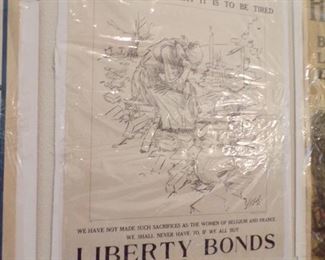 IT IS TO BE TIRED
WE HAVE NOT MADE SUCH SACRIFICES AS THE WOMEN OF BELGIUM AND FRANCE
WE SHALL NEVER HAVE TO, IF WE ALL BUY
LIBERTY BONDS